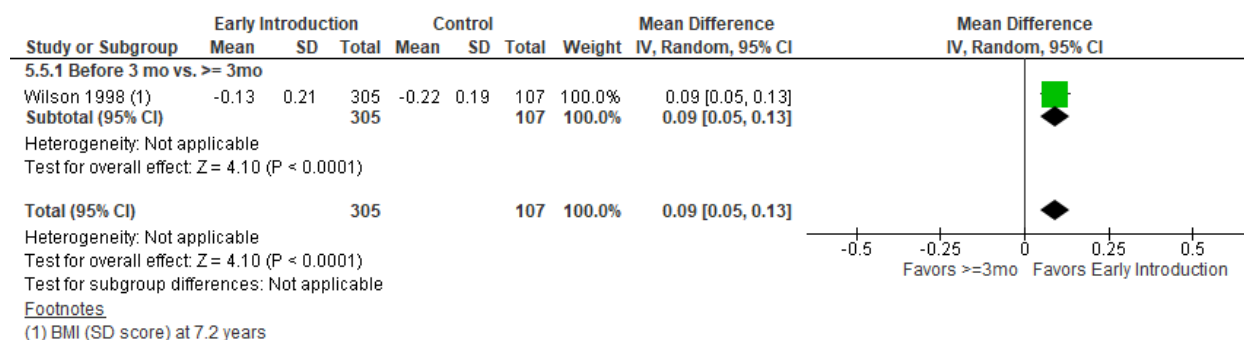 Early Introduction Control Mean Difference Mean Difference
Study or Subgroup Mean SD Total Mean SD Total Weight IV, Random, 95% CI IV, Random, 95% CI
5.5.1 Before 3 mo vs. >= 3mo
Wilson 1998 (1) -0.13 0.21 305 -0.22 0.19 107 100.0% 0.09 [0.05, 0.13]
Subtotal (95% CI) 305 107 100.0% 0.09 [0.05, 0.13]
Heterogeneity: Not applicable
Test for overall effect: Z = 4.10 (P < 0.0001)
Total (95% CI) 305 107 100.0% 0.09 [0.05, 0.13]
Heterogeneity: Not applicable
Test for overall effect: Z = 4.10 (P < 0.0001)
Test for subgroup differences: Not applicable
-0.5 -0.25 0 0.25 0.5
Favors >=3mo Favors Early Introduction
Footnotes
(1) BMI (SD score) at 7.2 years